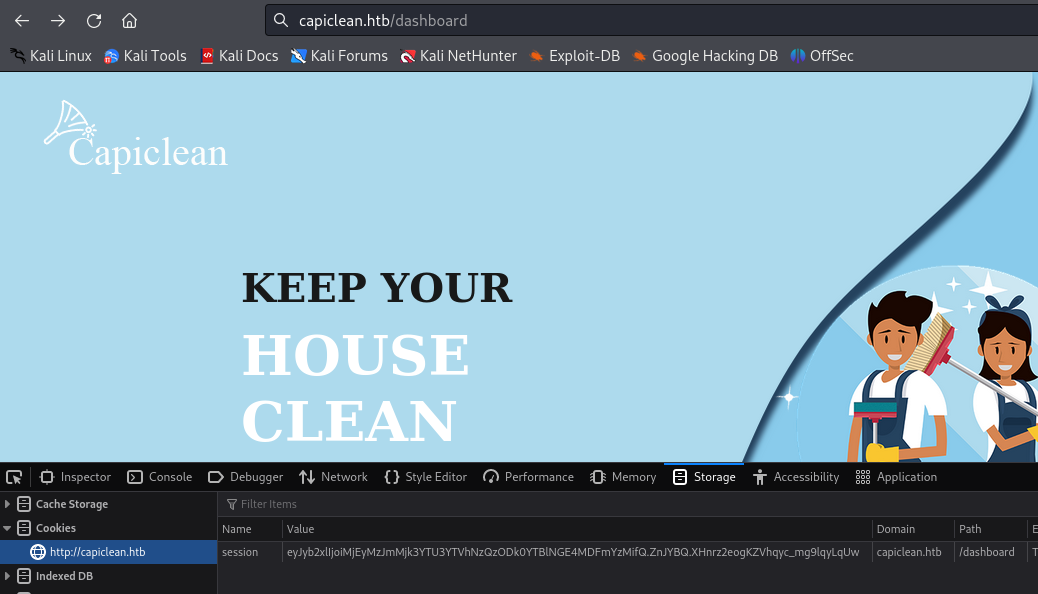 capiclean.htb/dashboard
Kali Linux Kali Tools Kali Docs Kali Forums Kali NetHunter Exploit-DB Google Hacking DB OffSec
Capiclean
KEEP YOUR
HOUSE
CLEAN
Inspector Console Debugger Network Style Editor Performance Memory Storage Accessibility Application
Cache Storage
Filter Items
Cookies
Name Value Domain Path E
http://capiclean.htb
session eyJyb2xlIjoiMjEyMzJmMjk3YTU3YTVhNzQzODk0YTBlNGE4MDFmYzMifQ.ZnJYBQ.XHnrz2eogKZVhqyc_mg9lqyLqUw capiclean.htb /dashboard
Indexed DB